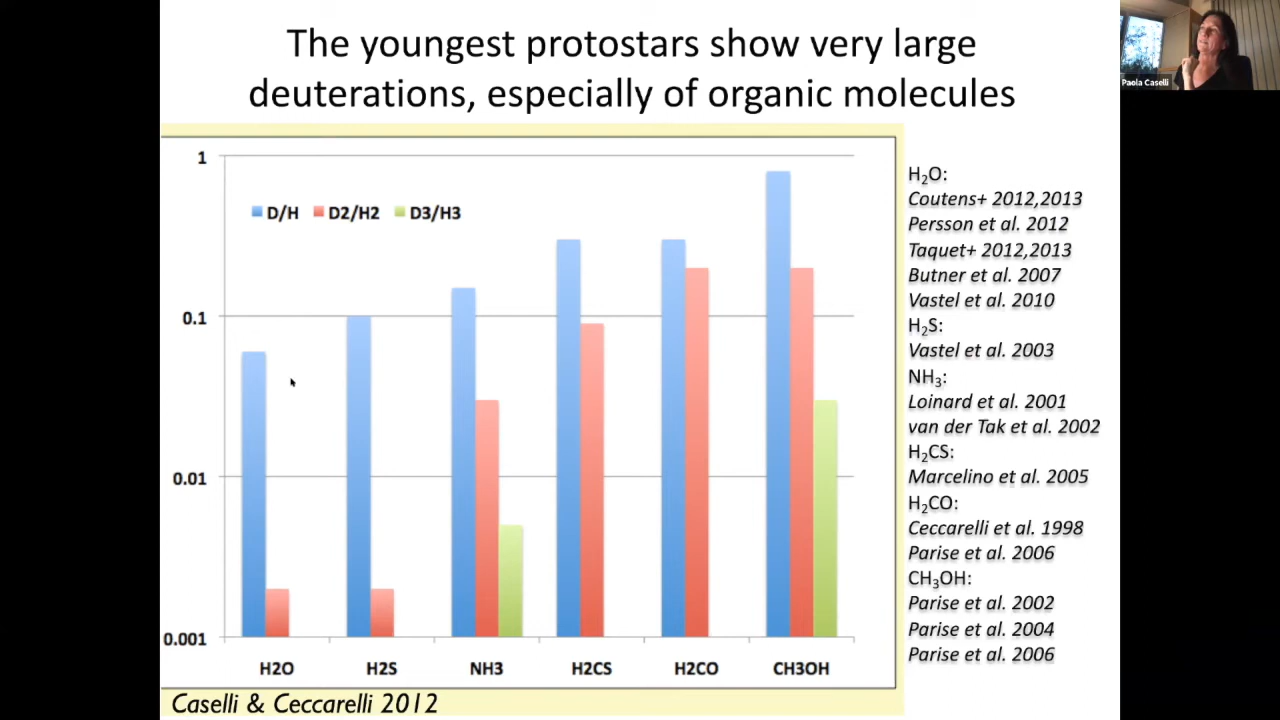 The youngest protostars show very large
deuterations, especially of organic molecules
Paola Caselli
1
0.1
0.01
0.001
D/H D2/H2 D3/H3
H2O H2S NH3 H2CS H2CO CH3OH
Caselli & Ceccarelli 2012
H₂O:
Coutens+ 2012,2013
Persson et al. 2012
Taquet+ 2012,2013
Butner et al. 2007
Vastel et al. 2010
H₂S:
Vastel et al. 2003
NH₃:
Loinard et al. 2001
van der Tak et al. 2002
H₂CS:
Marcelino et al. 2005
H₂CO:
Ceccarelli et al. 1998
Parise et al. 2006
CH₃OH:
Parise et al. 2002
Parise et al. 2004
Parise et al. 2006